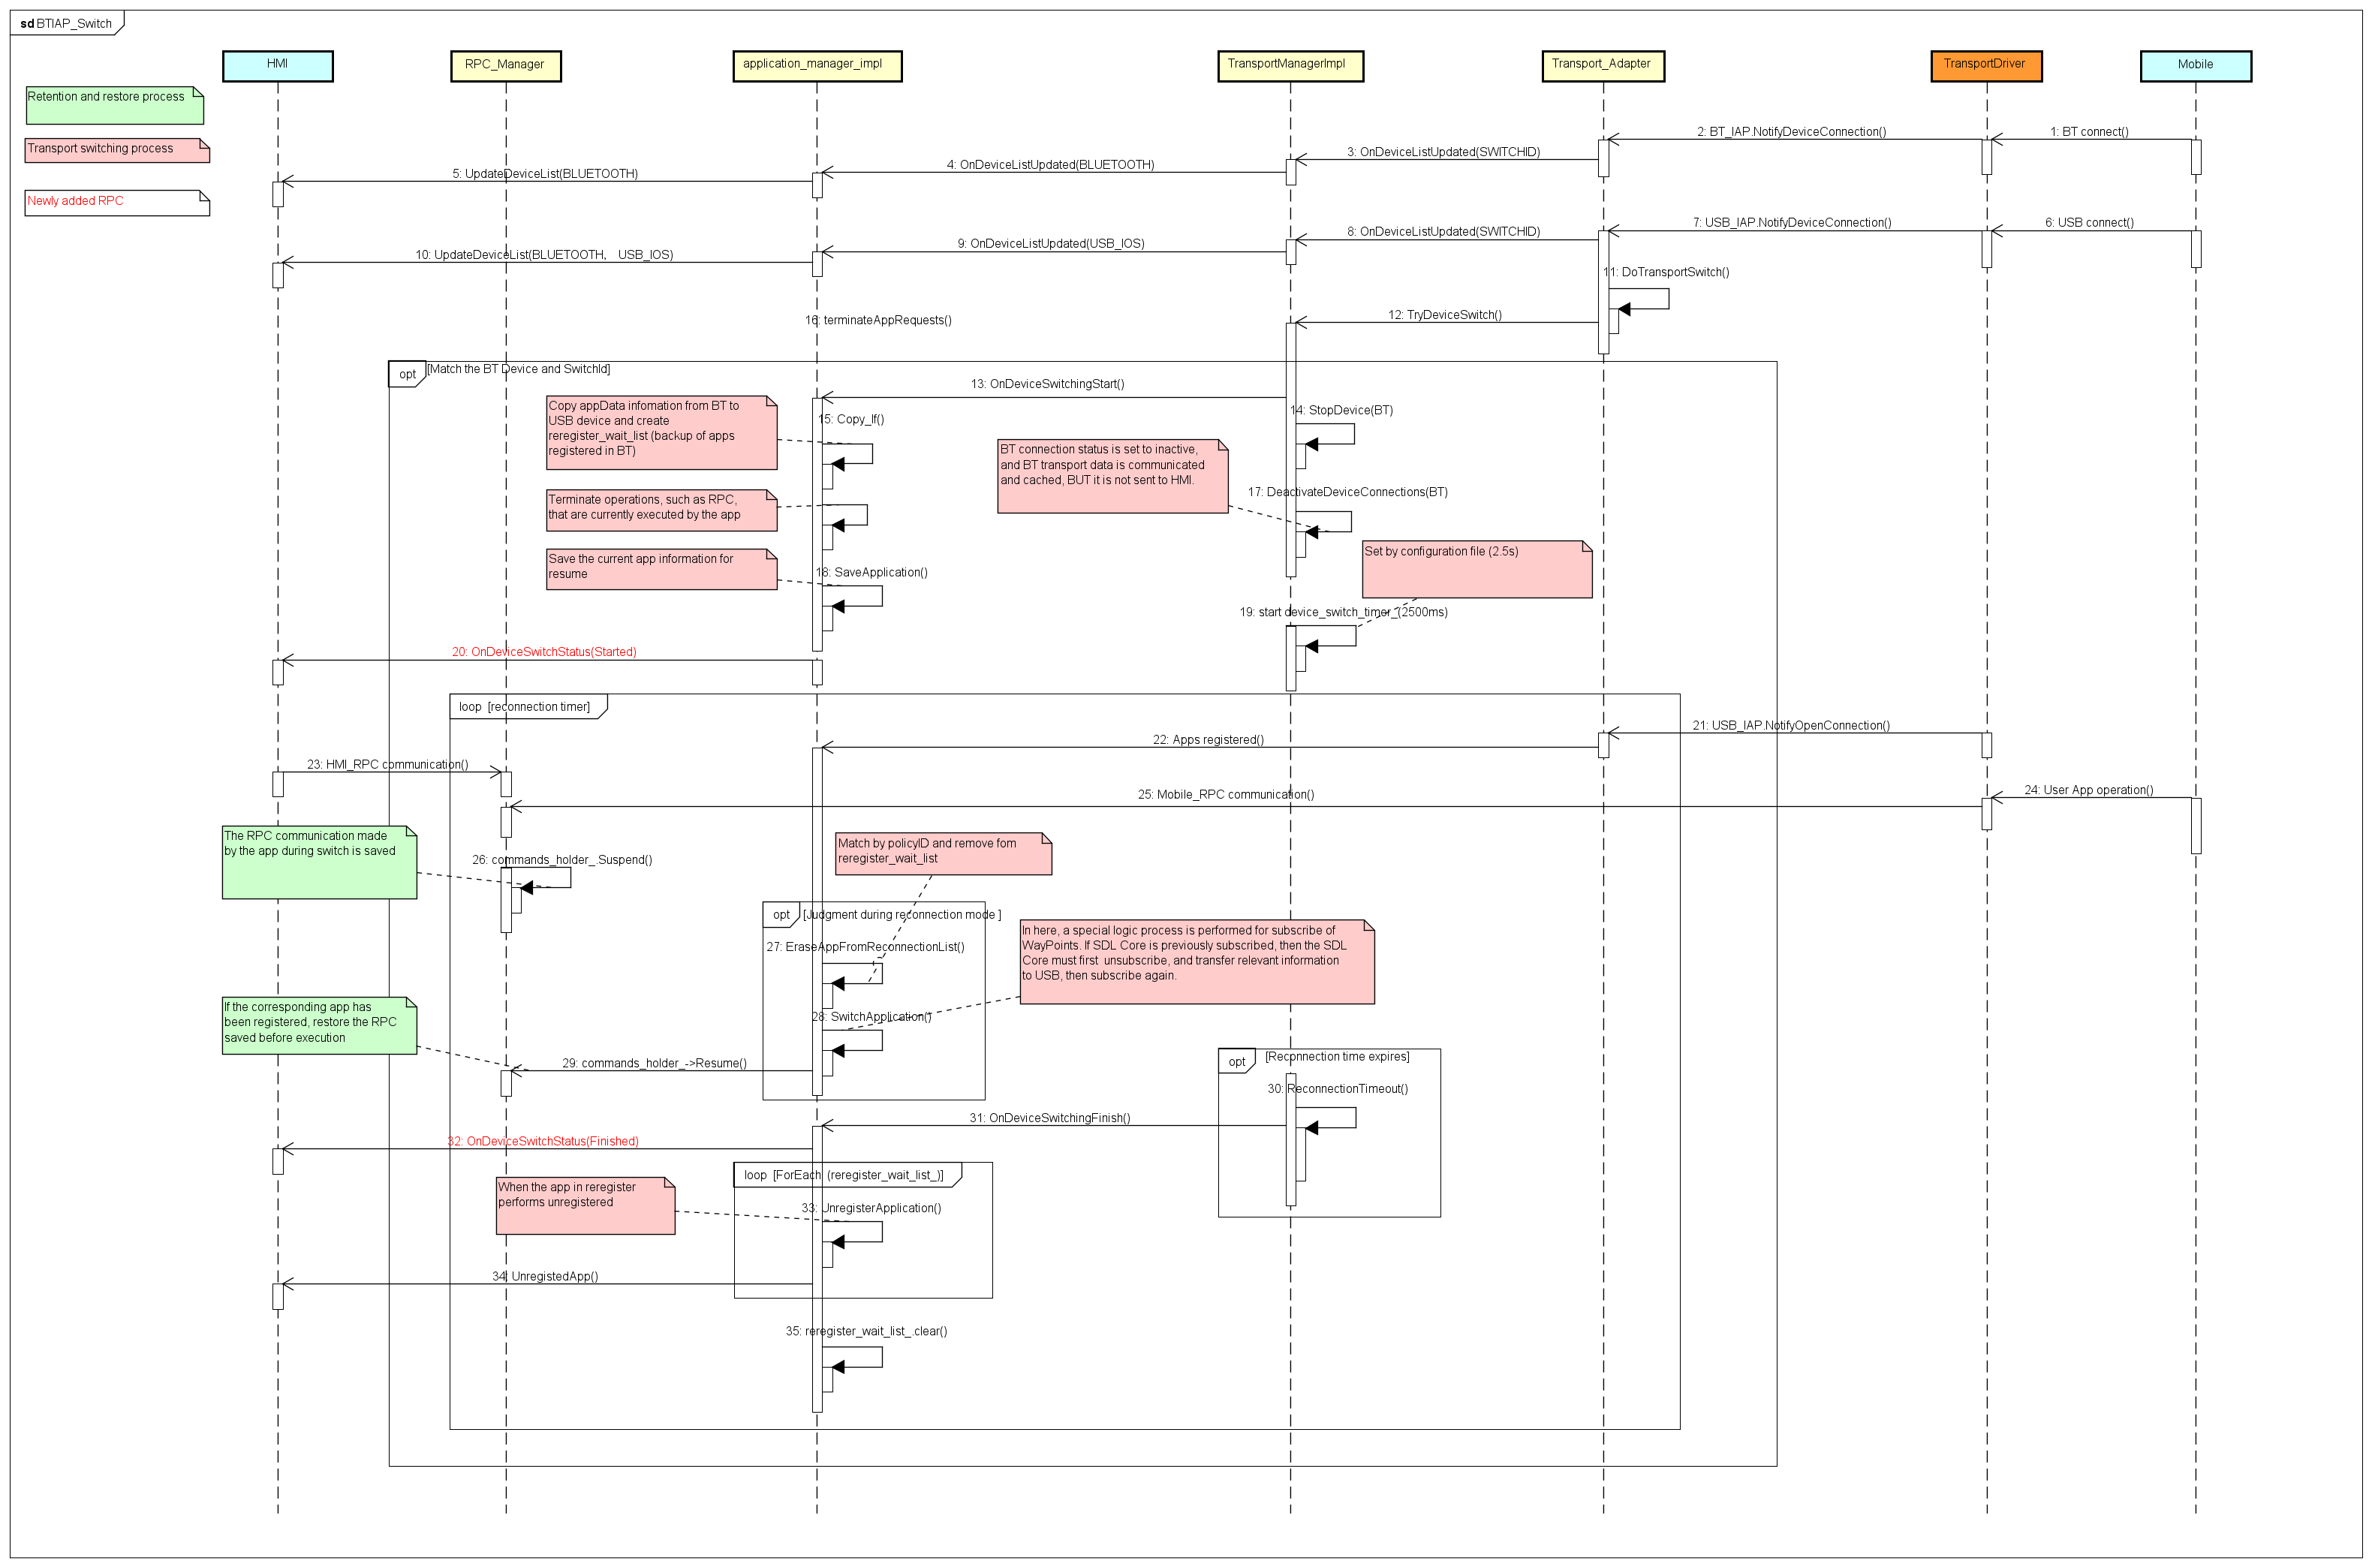 sd BTIAP_Switch
HMI
RPC_Manager
application_manager_impl
TransportManagerImpl
Transport_Adapter
TransportDriver
Mobile
Retention and restore process
Transport switching process
Newly added RPC
1: BT connect()
2: BT_IAP.NotifyDeviceConnection()
3: OnDeviceListUpdated(SWITCHID)
4: OnDeviceListUpdated(BLUETOOTH)
5: UpdateDeviceList(BLUETOOTH)
6: USB connect()
7: USB_IAP.NotifyDeviceConnection()
8: OnDeviceListUpdated(SWITCHID)
9: OnDeviceListUpdated(USB_IOS)
10: UpdateDeviceList(BLUETOOTH, USB_IOS)
11: DoTransportSwitch()
12: TryDeviceSwitch()
16: terminateAppRequests()
opt [Match the BT Device and SwitchId]
13: OnDeviceSwitchingStart()
14: StopDevice(BT)
Copy appData infomation from BT to
USB device and create
reregister_wait_list (backup of apps
registered in BT)
15: Copy_If()
BT connection status is set to inactive,
and BT transport data is communicated
and cached, BUT it is not sent to HMI.
17: DeactivateDeviceConnections(BT)
Terminate operations, such as RPC,
that are currently executed by the app
Save the current app information for
resume
18: SaveApplication()
Set by configuration file (2.5s)
19: start device_switch_timer_(2500ms)
20: OnDeviceSwitchStatus(Started)
loop [reconnection timer]
21: USB_IAP.NotifyOpenConnection()
22: Apps registered()
23: HMI_RPC communication()
24: User App operation()
25: Mobile_RPC communication()
The RPC communication made
by the app during switch is saved
26: commands_holder_.Suspend()
Match by policyID and remove fom
reregister_wait_list
opt [Judgment during reconnection mode ]
27: EraseAppFromReconnectionList()
In here, a special logic process is performed for subscribe of
WayPoints. If SDL Core is previously subscribed, then the SDL
Core must first unsubscribe, and transfer relevant information
to USB, then subscribe again.
If the corresponding app has
been registered, restore the RPC
saved before execution
28: SwitchApplication()
29: commands_holder_->Resume()
opt [Recpnnection time expires]
30: ReconnectionTimeout()
31: OnDeviceSwitchingFinish()
32: OnDeviceSwitchStatus(Finished)
loop [ForEach (reregister_wait_list_)]
When the app in reregister
performs unregistered
33: UnregisterApplication()
34: UnregistedApp()
35: reregister_wait_list_.clear()